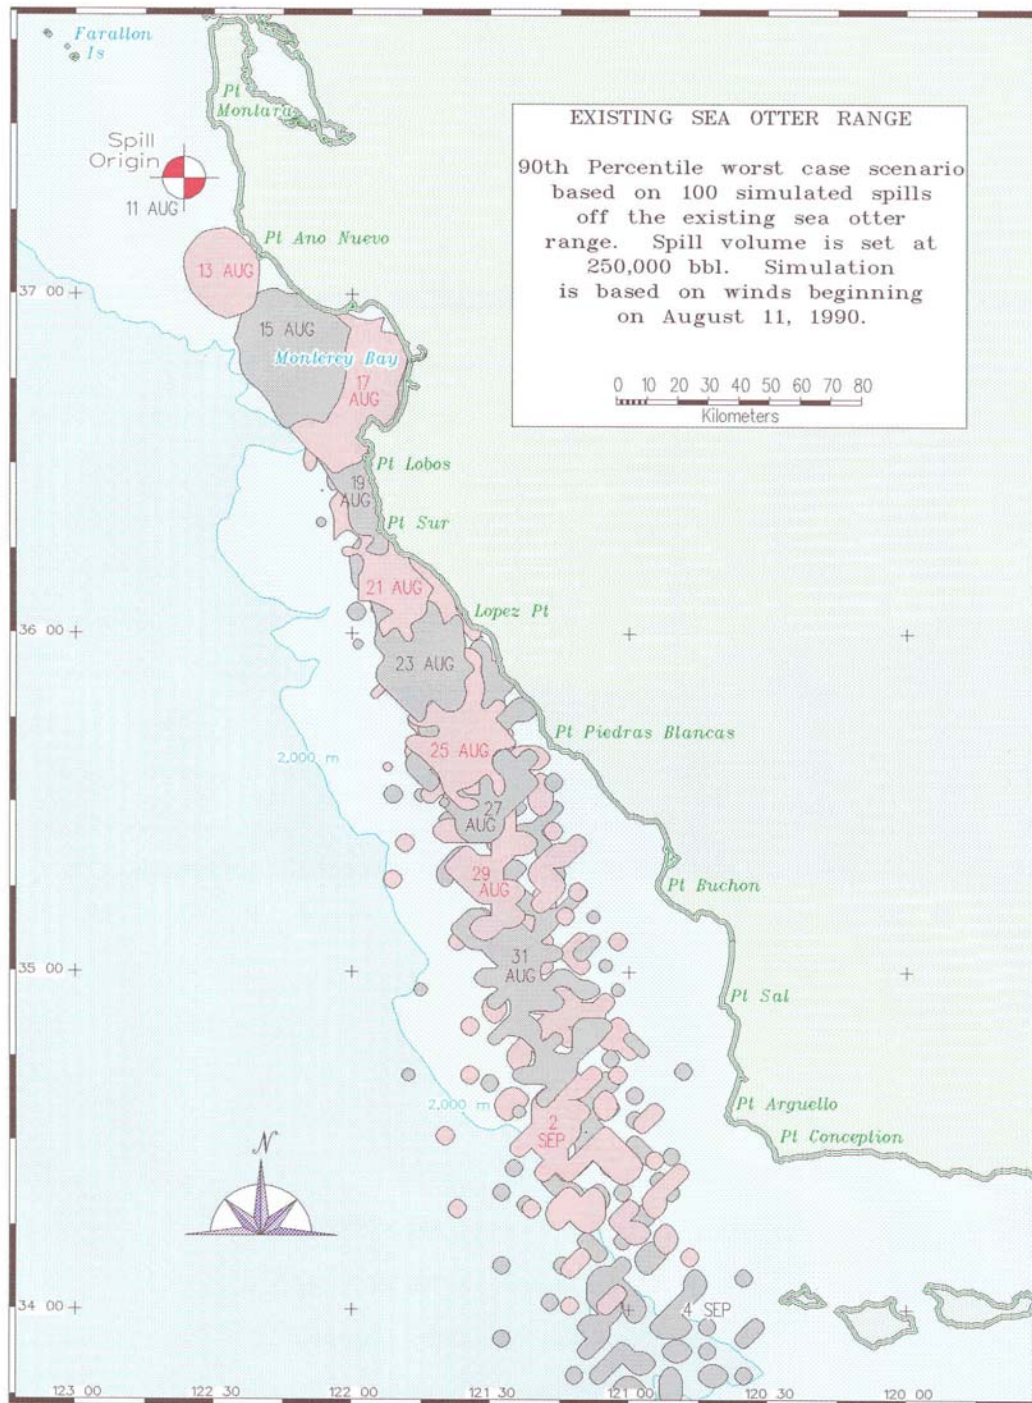 Farallon
Is
Pt
Montara
EXISTING SEA OTTER RANGE
90th Percentile worst case scenario
based on 100 simulated spills
off the existing sea otter
range. Spill volume is set at
250,000 bbl. Simulation
is based on winds beginning
on August 11, 1990.
0 10 20 30 40 50 60 70 80
Kilometers
Spill
Origin
11 AUG
Pt Ano Nuevo
13 AUG
37 00
15 AUG
Monterey Bay
17
AUG
Pt Lobos
19
AUG
Pt Sur
21 AUG
Lopez Pt
36 00
23 AUG
Pt Piedras Blancas
25 AUG
2,000 m
27
AUG
29
AUG
Pt Buchon
31
AUG
35 00
Pt Sal
2,000 m
Pt Arguello
2
SEP
Pt Conception
N
34 00
4 SEP
123 00
122 30
122 00
121 30
121 00
120 30
120 00